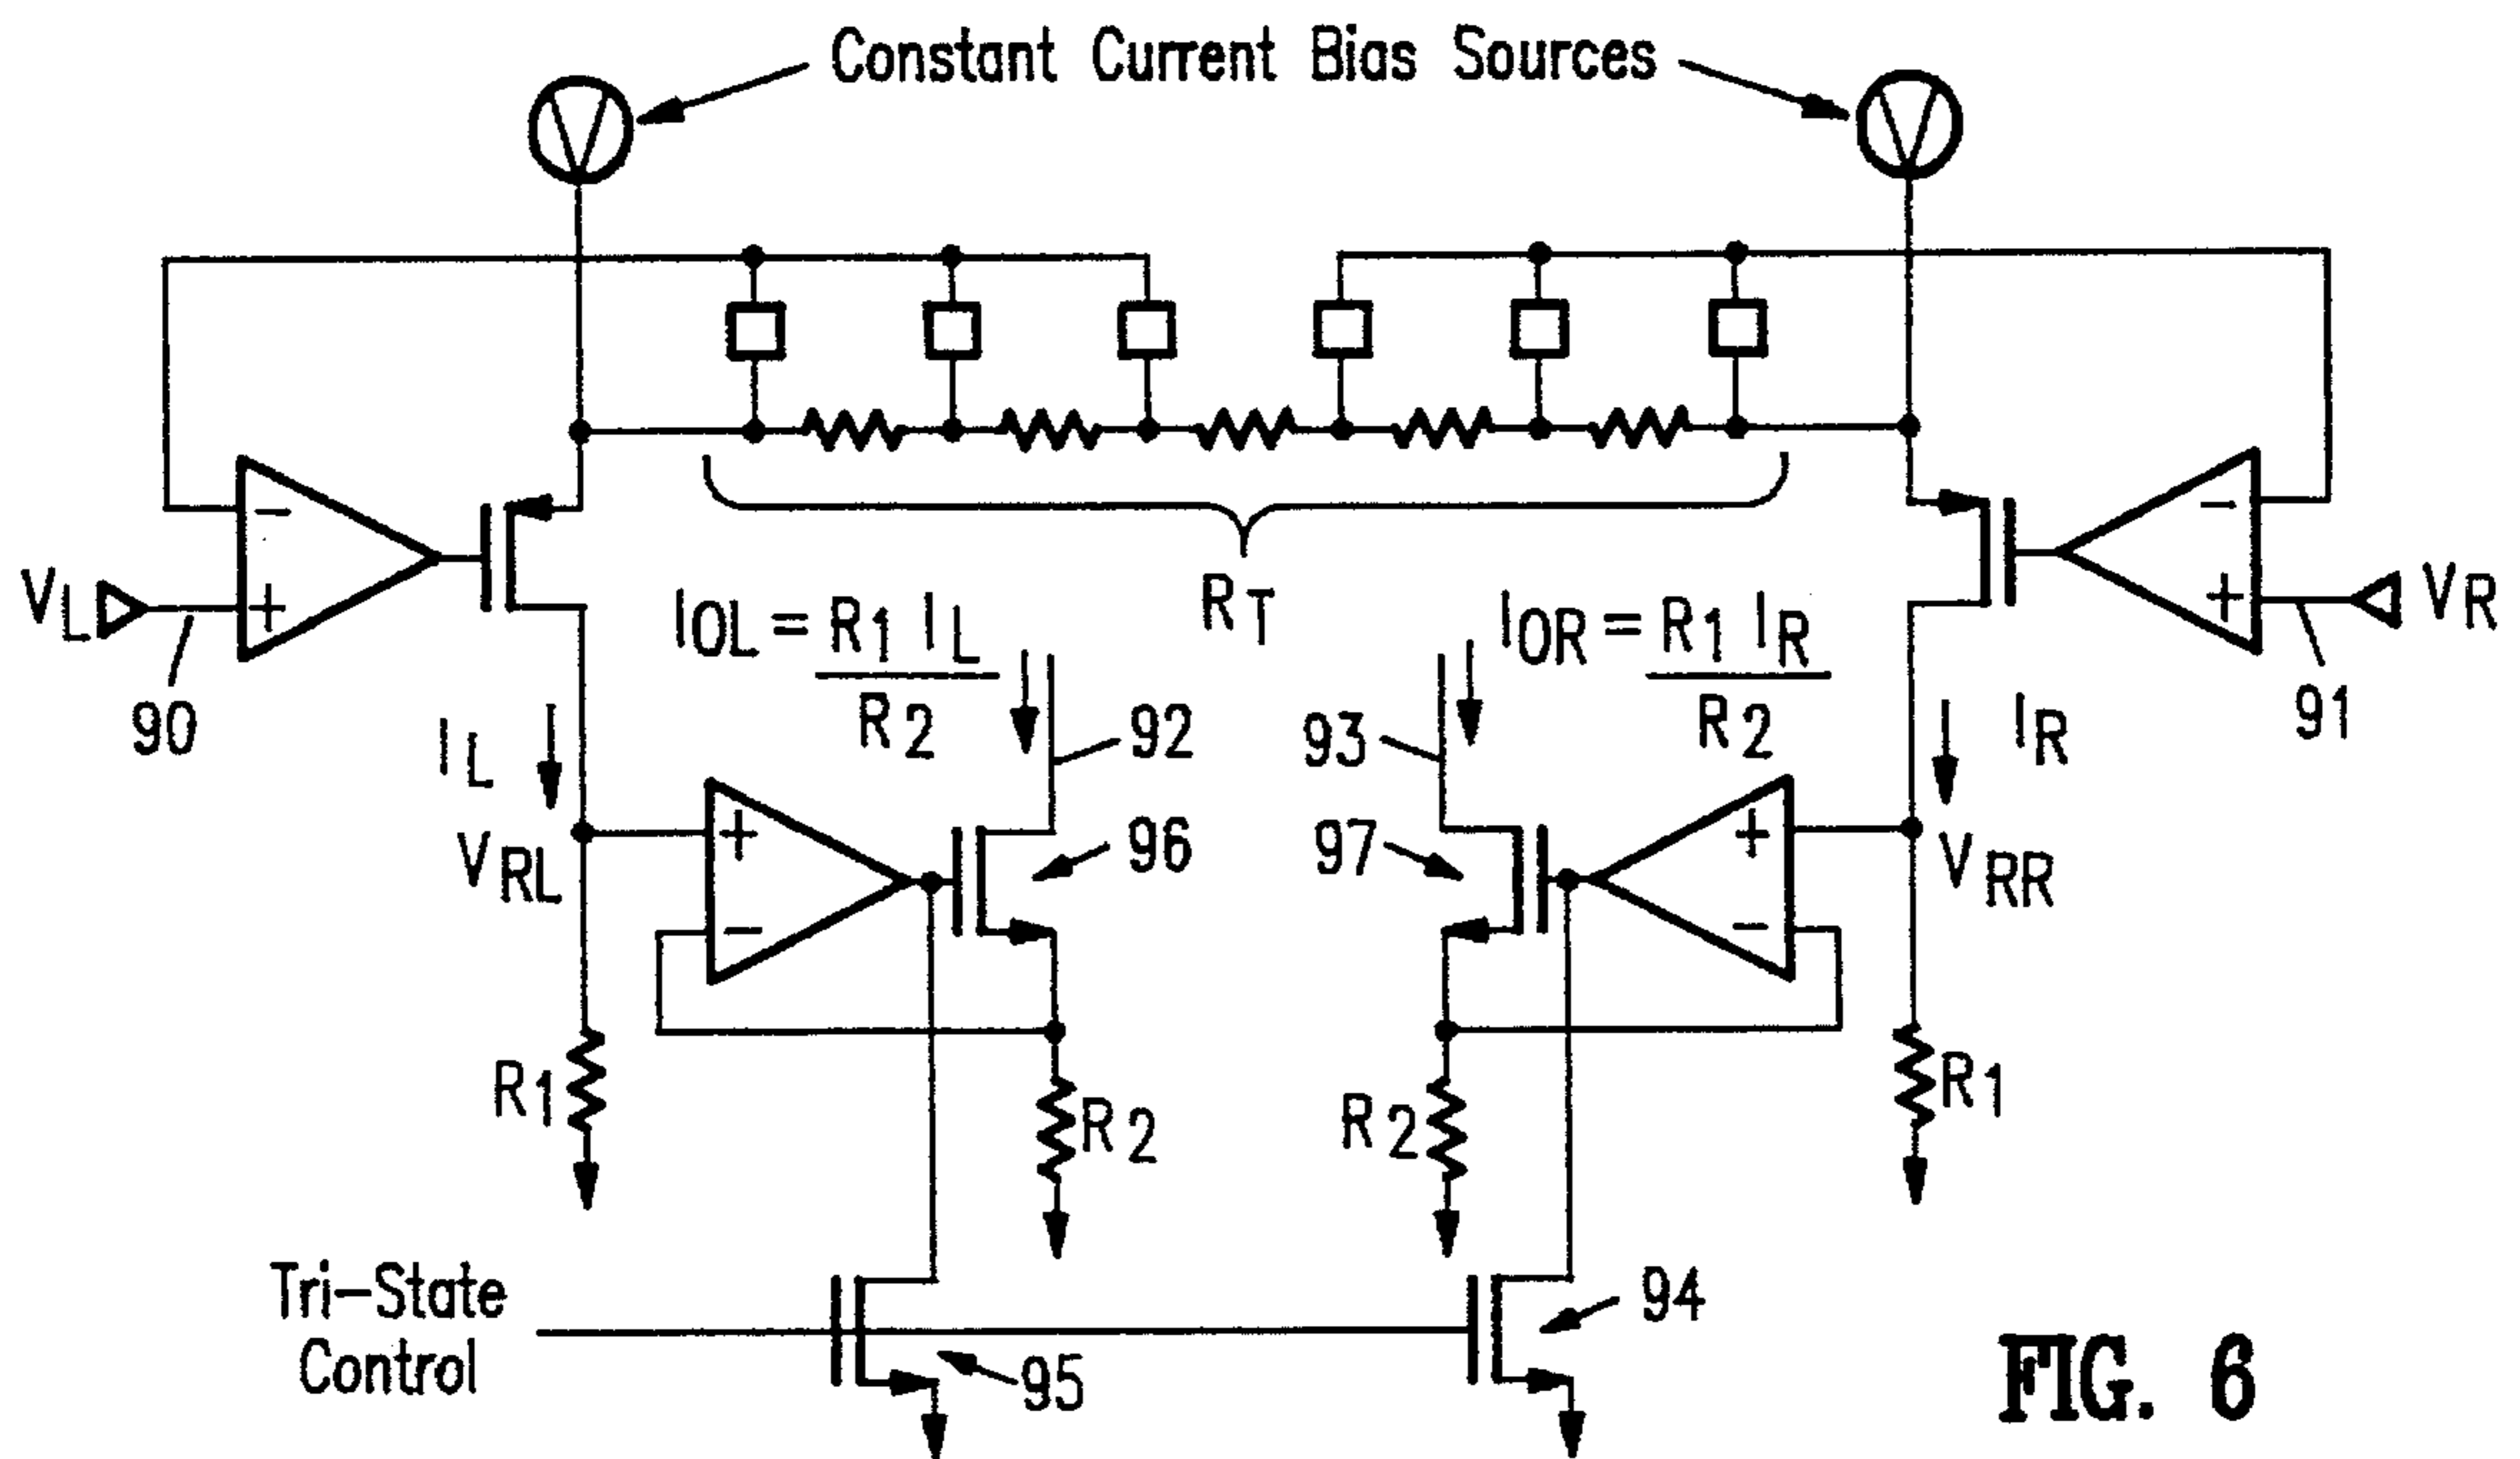 Constant Current Bias Sources
VL
90
RT
IOL = R1 IL
R2
IOR = R1 IR
R2
VR
91
IL
92
93
IR
VRL
96
97
VRR
+
-
+
-
+
-
+
-
R1
R2
R2
R1
Tri-State
Control
95
94
FIG. 6